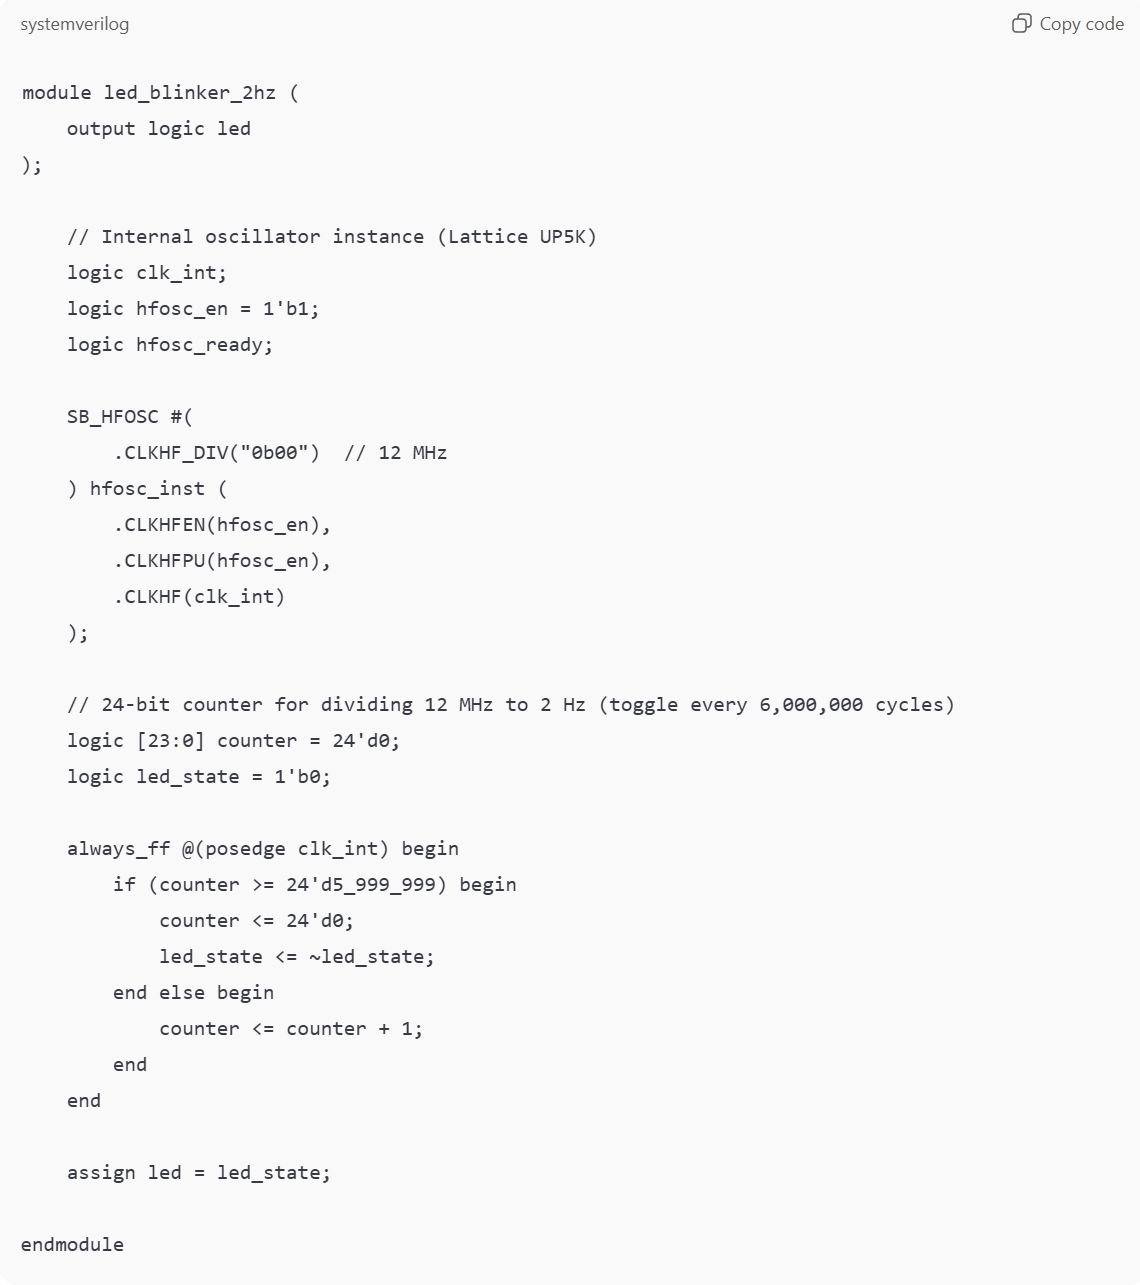 systemverilog
Copy code
module led_blinker_2hz (
    output logic led
);
    // Internal oscillator instance (Lattice UP5K)
    logic clk_int;
    logic hfosc_en = 1'b1;
    logic hfosc_ready;
    SB_HFOSC #(
        .CLKHF_DIV("0b00")  // 12 MHz
    ) hfosc_inst (
        .CLKHFEN(hfosc_en),
        .CLKHFPU(hfosc_en),
        .CLKHF(clk_int)
    );
    // 24-bit counter for dividing 12 MHz to 2 Hz (toggle every 6,000,000 cycles)
    logic [23:0] counter = 24'd0;
    logic led_state = 1'b0;
    always_ff @(posedge clk_int) begin
        if (counter >= 24'd5_999_999) begin
            counter <= 24'd0;
            led_state <= ~led_state;
        end else begin
            counter <= counter + 1;
        end
    end
    assign led = led_state;
endmodule